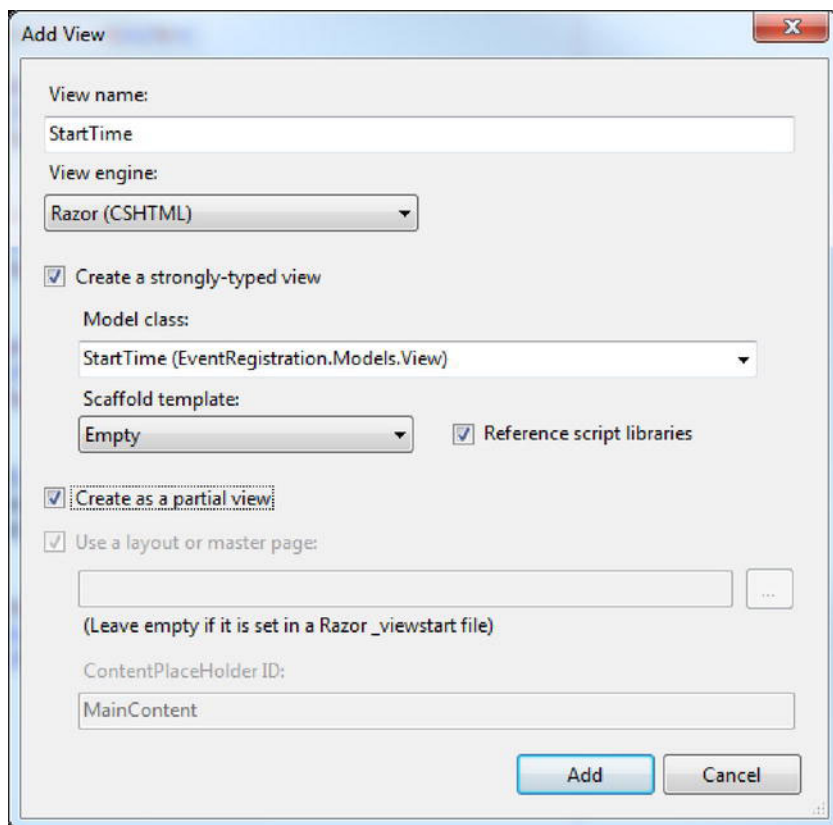 Add View
View name:
StartTime
View engine:
Razor (CSHTML)
Create a strongly-typed view
Model class:
StartTime (EventRegistration.Models.View)
Scaffold template:
Empty
Reference script libraries
Create as a partial view
Use a layout or master page:
...
(Leave empty if it is set in a Razor _viewstart file)
ContentPlaceHolder ID:
MainContent
Add
Cancel